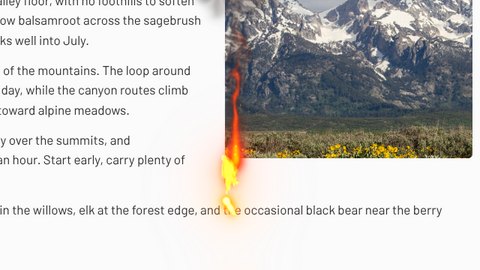 alley floor, with no foothills to soften
ow balsamroot across the sagebrush
ks well into July.
of the mountains. The loop around
day, while the canyon routes climb
toward alpine meadows.
y over the summits, and
an hour. Start early, carry plenty of
in the willows, elk at the forest edge, and the occasional black bear near the berry